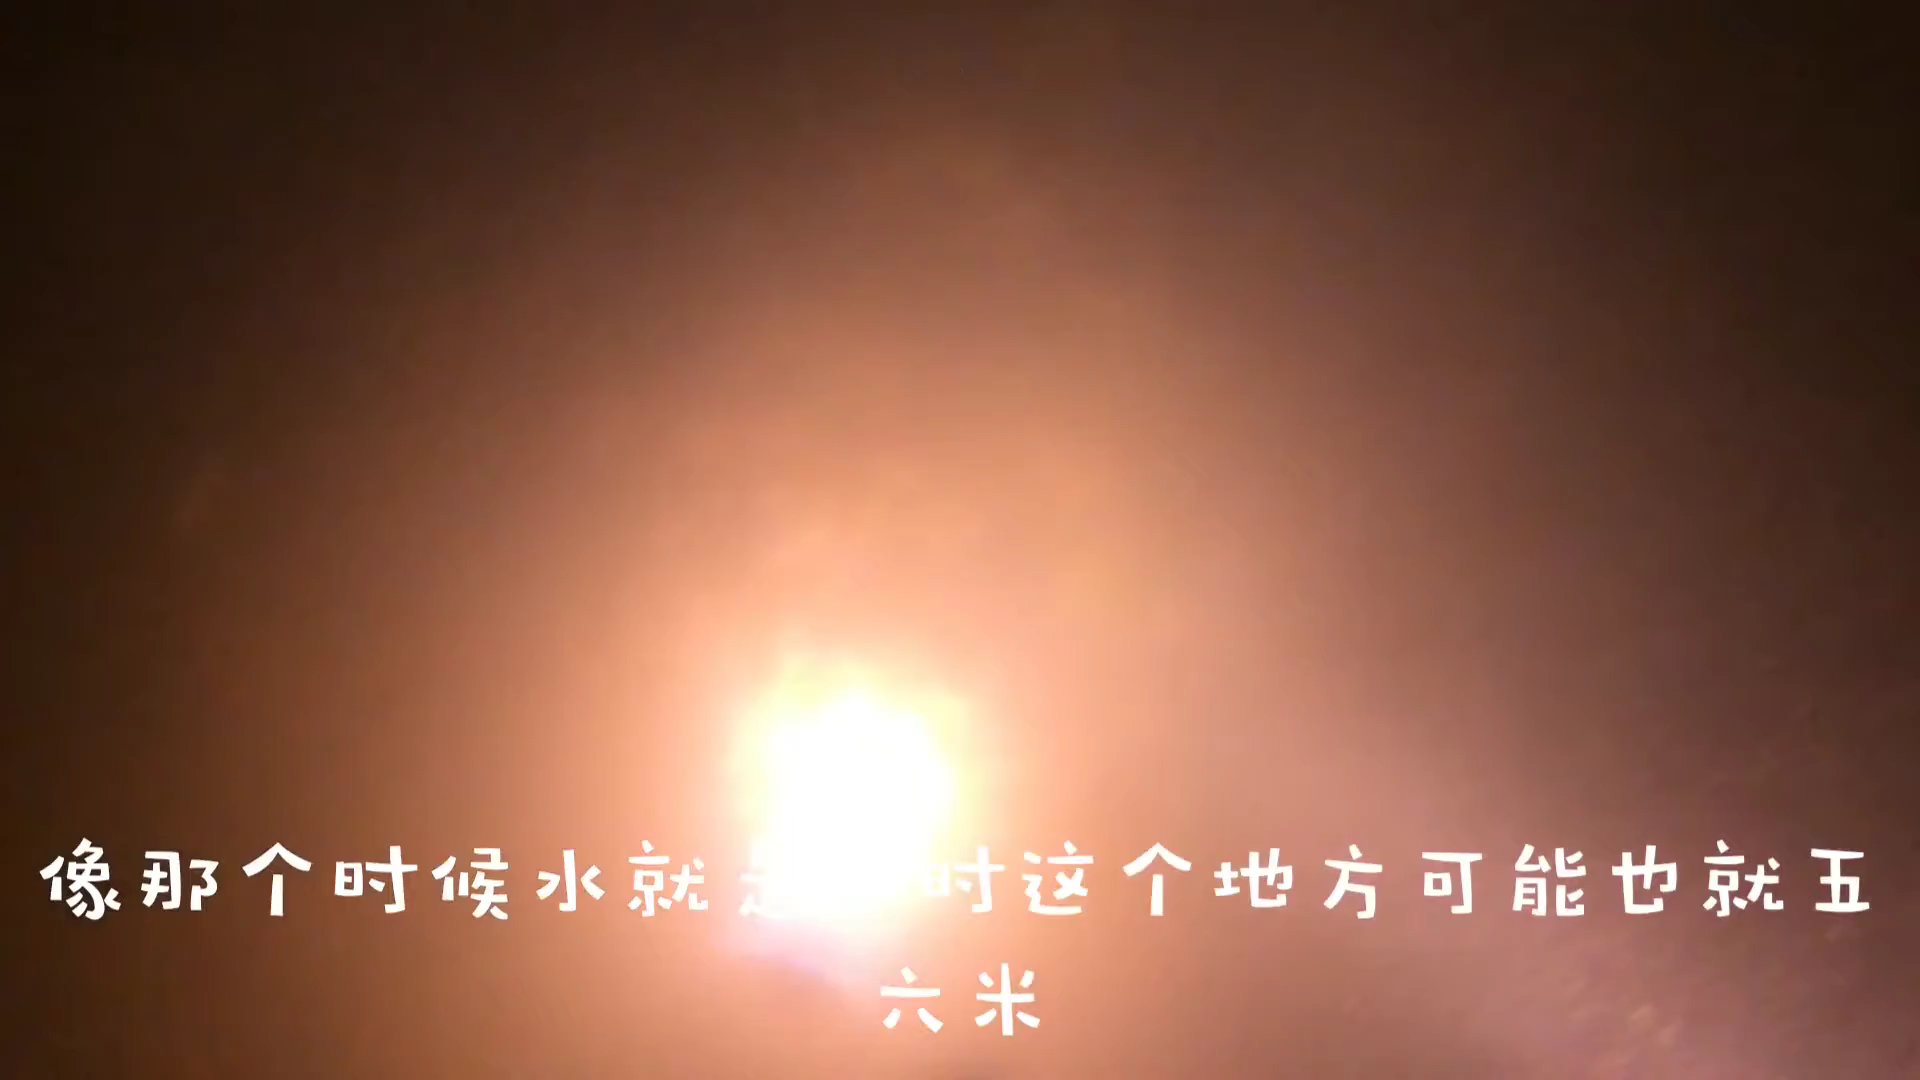 像那个时候水就是 时这个地方可能也就五
六米